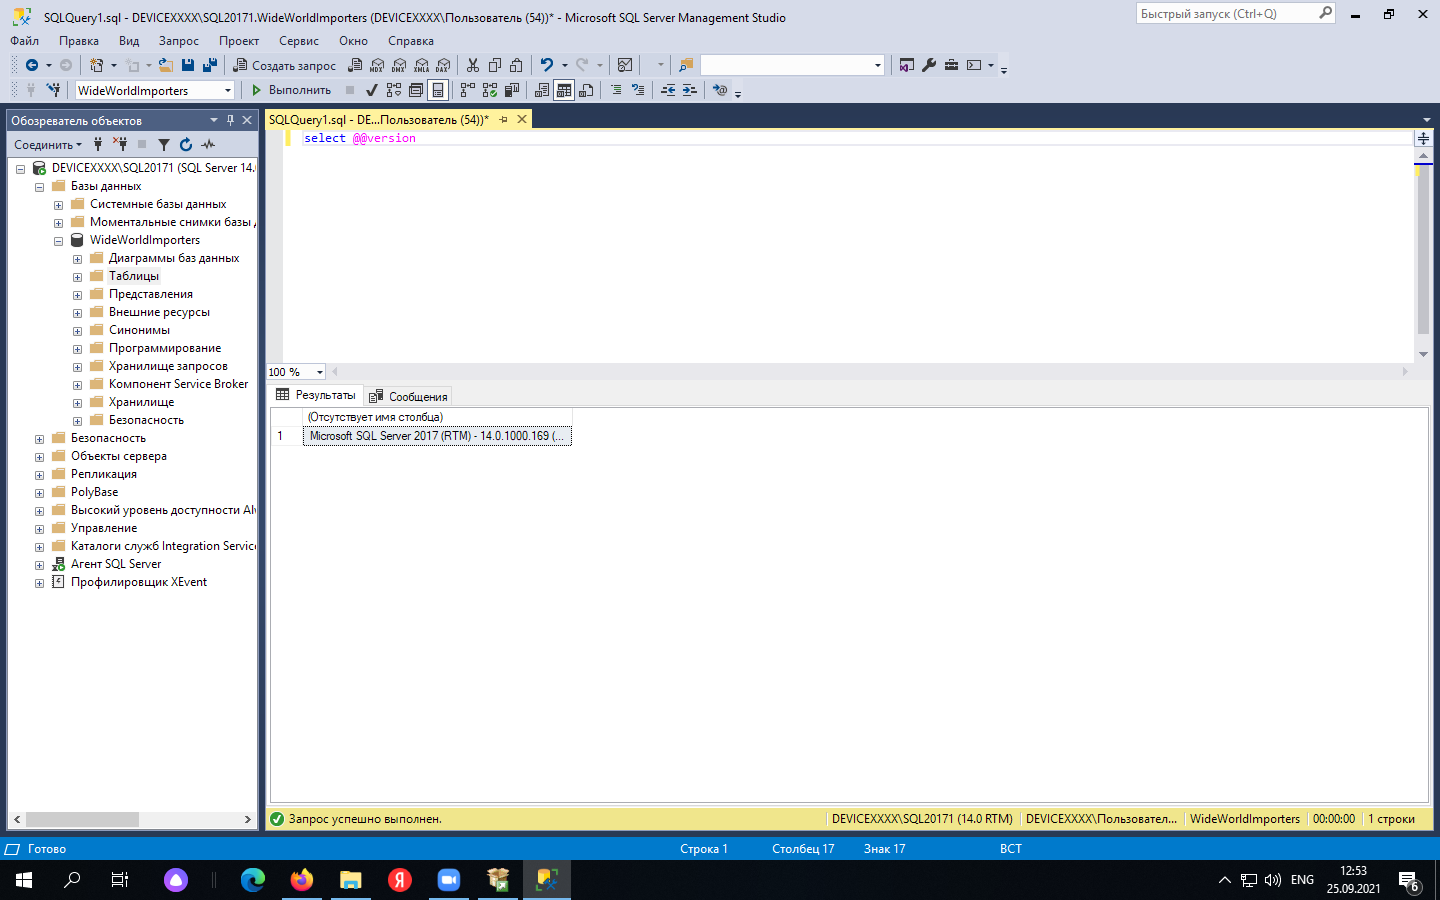 SQLQuery1.sql - DEVICEXXXX\SQL20171.WideWorldImporters (DEVICEXXXX\Пользователь (54))* - Microsoft SQL Server Management Studio
Быстрый запуск (Ctrl+Q)
Файл Правка Вид Запрос Проект Сервис Окно Справка
Создать запрос MDX DMX XMLA DAX
WideWorldImporters Выполнить
Обозреватель объектов
SQLQuery1.sql - DE...Пользователь (54))*
Соединить
select @@version
DEVICEXXXX\SQL20171 (SQL Server 14.
Базы данных
Системные базы данных
Моментальные снимки базы
WideWorldImporters
Диаграммы баз данных
Таблицы
Представления
Внешние ресурсы
Синонимы
Программирование
Хранилище запросов
Компонент Service Broker
Хранилище
Безопасность
Безопасность
Объекты сервера
Репликация
PolyBase
Высокий уровень доступности
Управление
Каталоги служб Integration Service
Агент SQL Server
Профилировщик XEvent
100 %
Результаты Сообщения
(Отсутствует имя столбца)
1 Microsoft SQL Server 2017 (RTM) - 14.0.1000.169 (...
Запрос успешно выполнен. DEVICEXXXX\SQL20171 (14.0 RTM) DEVICEXXXX\Пользовател... WideWorldImporters 00:00:00 1 строки
Готово Строка 1 Столбец 17 Знак 17 ВСТ
Я
ENG
12:53
25.09.2021
6